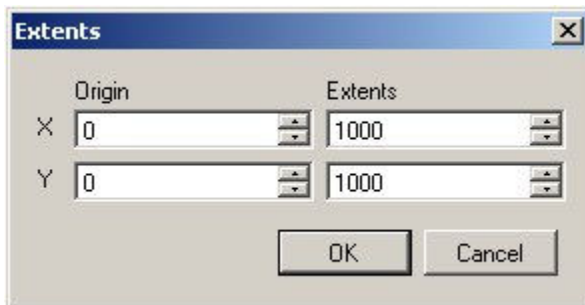 Extents
Origin Extents
X 0 1000
Y 0 1000
OK Cancel